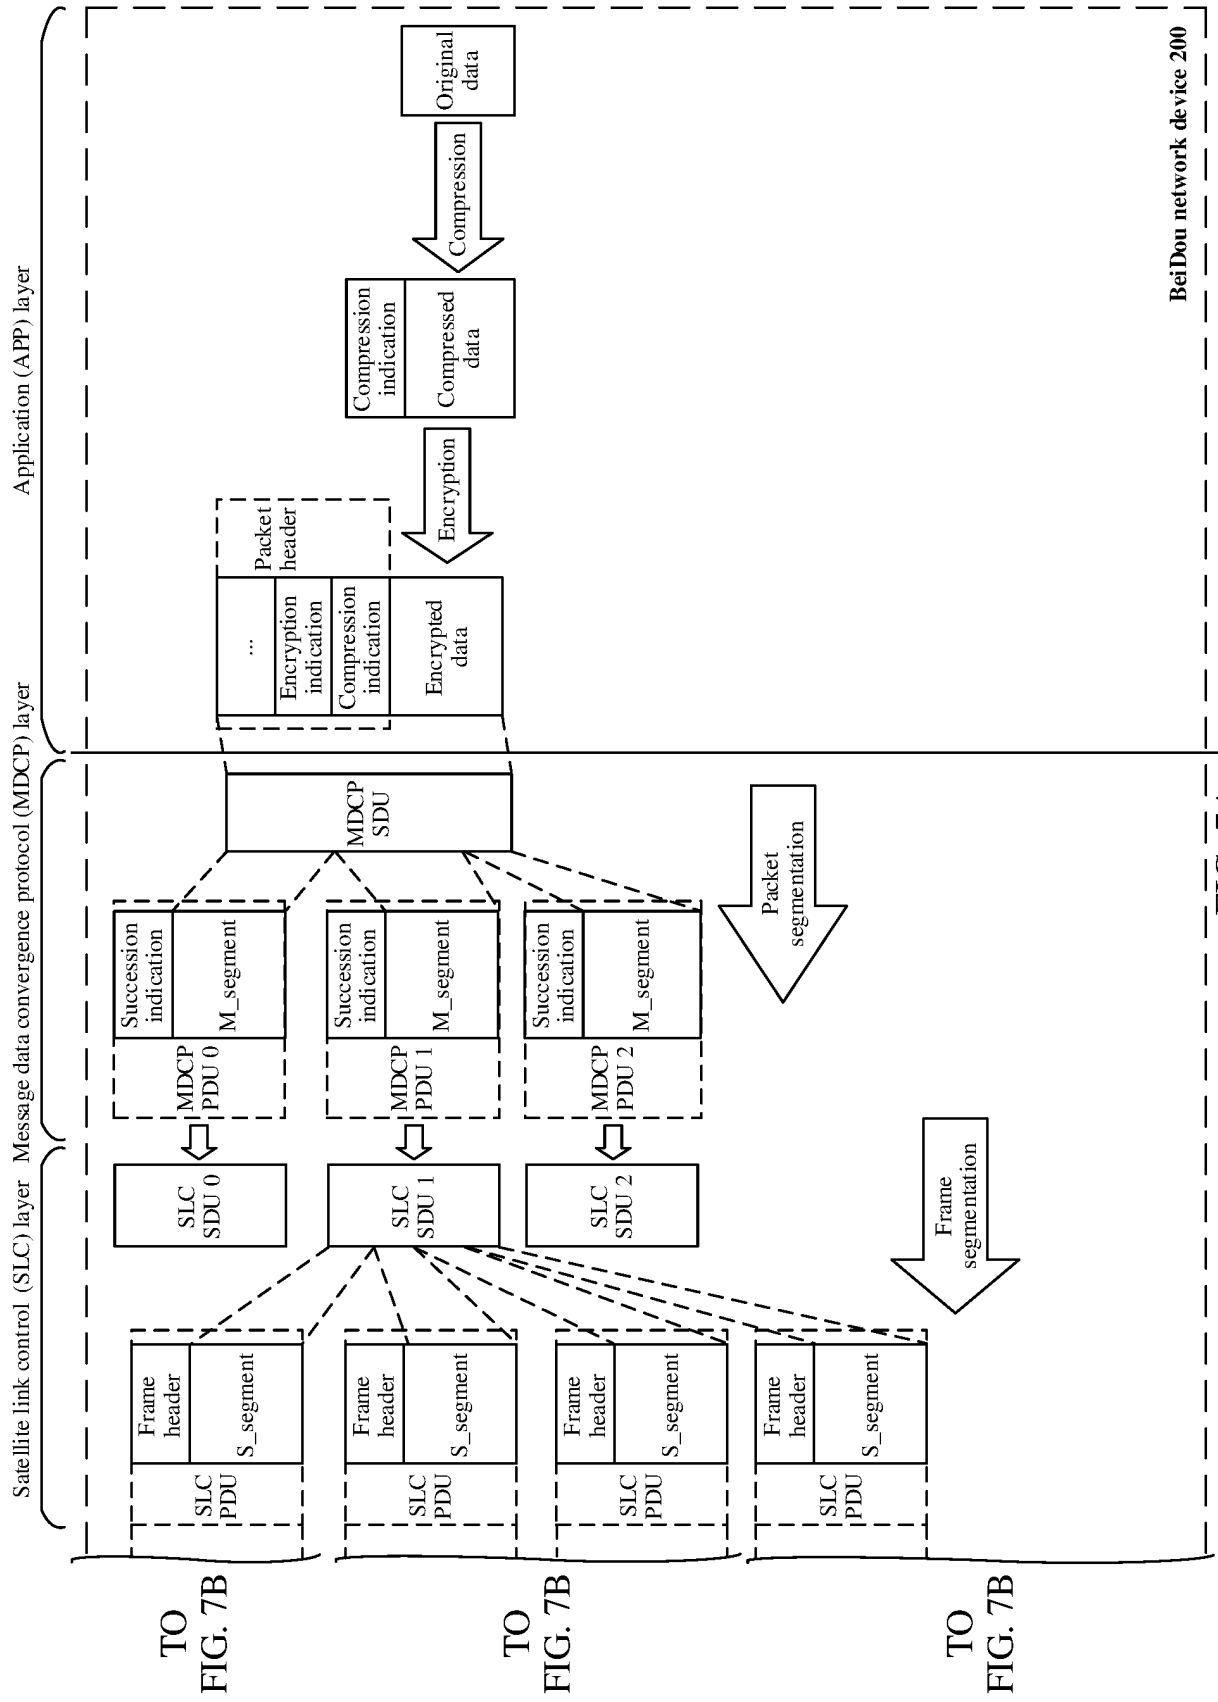 Application (APP) layer
Original
data
Compression
Compression
indication
Compressed
data
Encryption
Packet
header
...
Encryption
indication
Compression
indication
Encrypted
data
BeiDou network device 200
Message data convergence protocol (MDCP) layer
MDCP
SDU
Packet
segmentation
Succession
indication
M_segment
MDCP
PDU 0
Succession
indication
M_segment
MDCP
PDU 1
Succession
indication
M_segment
MDCP
PDU 2
Satellite link control (SLC) layer
SLC
SDU 0
SLC
SDU 1
SLC
SDU 2
Frame
segmentation
Frame
header
S_segment
SLC
PDU
Frame
header
S_segment
SLC
PDU
Frame
header
S_segment
SLC
PDU
Frame
header
S_segment
SLC
PDU
TO
FIG. 7B
TO
FIG. 7B
TO
FIG. 7B